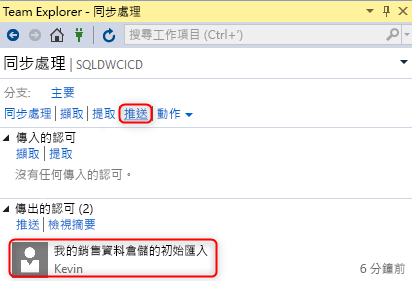 Team Explorer - 同步處理
搜尋工作項目 (Ctrl+')
同步處理 | SQLDWCICD
分支: 主要
同步處理 | 擷取 | 提取 | 推送 | 動作
傳入的認可
擷取 | 提取
沒有任何傳入的認可。
傳出的認可 (2)
推送 | 檢視摘要
我的銷售資料倉儲的初始匯入
Kevin 6 分鐘前